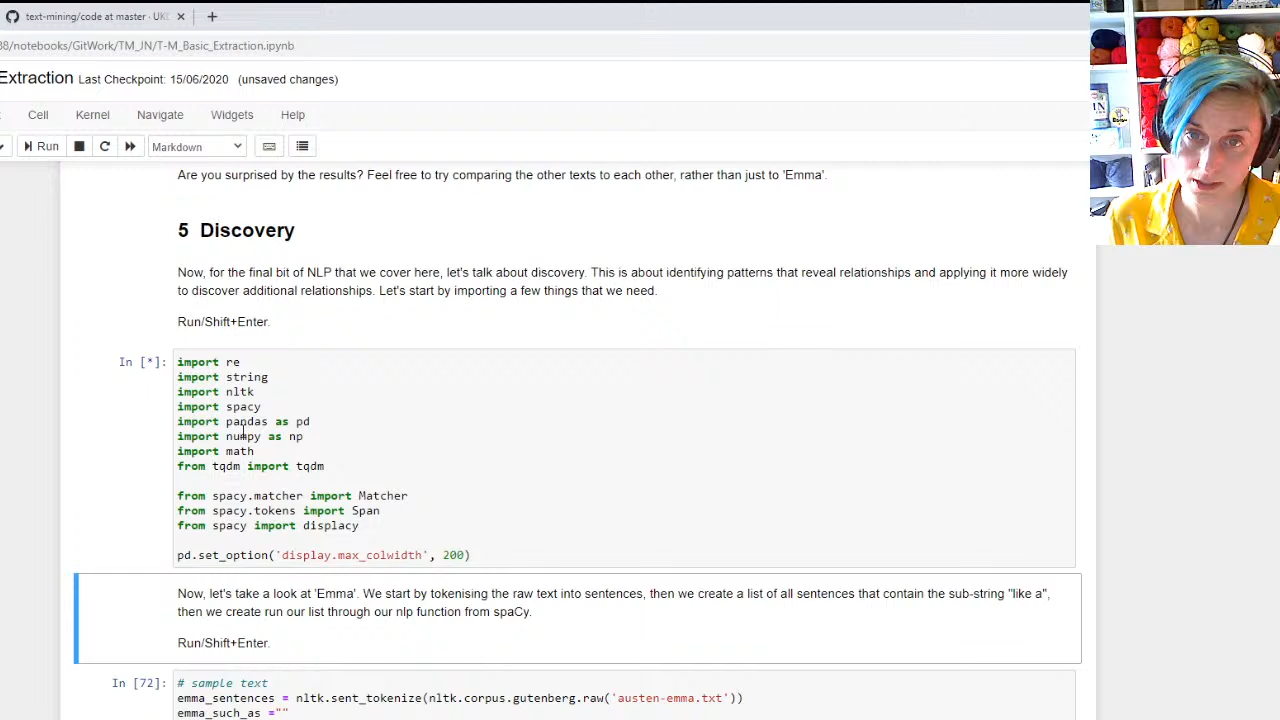 text-mining/code at master · UK
38/notebooks/GitWork/TM_JN/T-M_Basic_Extraction.ipynb
Extraction Last Checkpoint: 15/06/2020 (unsaved changes)
Cell Kernel Navigate Widgets Help
Run Markdown
Are you surprised by the results? Feel free to try comparing the other texts to each other, rather than just to 'Emma'.
5 Discovery
Now, for the final bit of NLP that we cover here, let's talk about discovery. This is about identifying patterns that reveal relationships and applying it more widely
to discover additional relationships. Let's start by importing a few things that we need.
Run/Shift+Enter.
In [*]:
import re
import string
import nltk
import spacy
import pandas as pd
import numpy as np
import math
from tqdm import tqdm
from spacy.matcher import Matcher
from spacy.tokens import Span
from spacy import displacy
pd.set_option('display.max_colwidth', 200)
Now, let's take a look at 'Emma'. We start by tokenising the raw text into sentences, then we create a list of all sentences that contain the sub-string "like a",
then we create run our list through our nlp function from spaCy.
Run/Shift+Enter.
In [72]:
# sample text
emma_sentences = nltk.sent_tokenize(nltk.corpus.gutenberg.raw('austen-emma.txt'))
emma_such_as =""